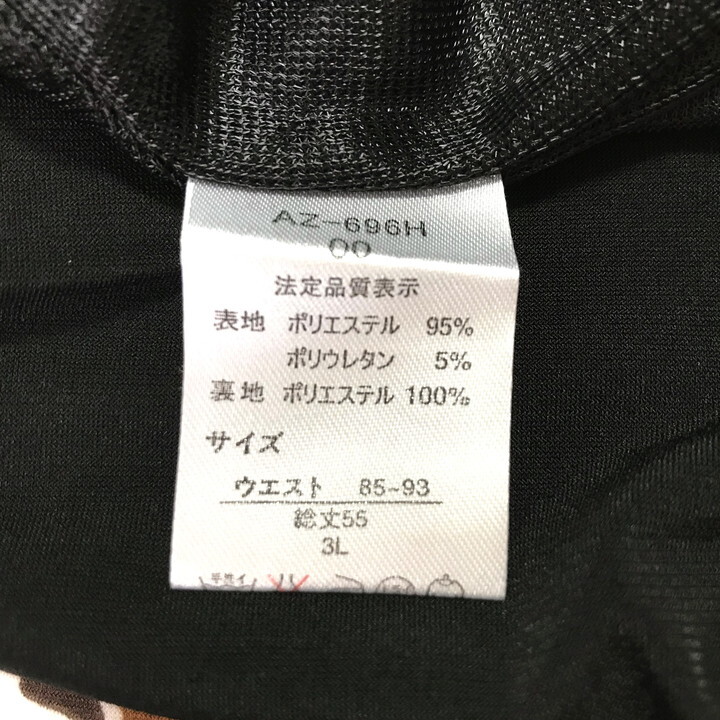 AZ-696H
00
法定品質表示
表地 ポリエステル 95%
ポリウレタン 5%
裏地 ポリエステル 100%
サイズ
ウエスト 85~93
総丈55
3L